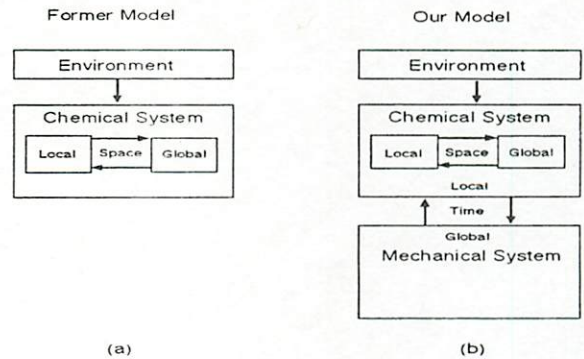 Former Model
Environment
Chemical System
Local Space Global
(a)
Our Model
Environment
Chemical System
Local Space Global
Local
Time
Global
Mechanical System
(b)